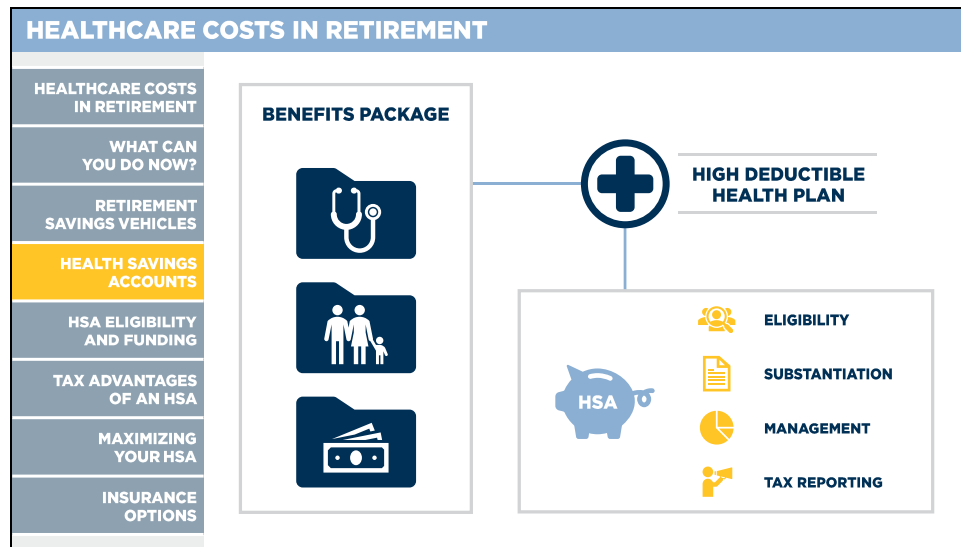 HEALTHCARE COSTS IN RETIREMENT
HEALTHCARE COSTS
IN RETIREMENT
WHAT CAN
YOU DO NOW?
RETIREMENT
SAVINGS VEHICLES
HEALTH SAVINGS
ACCOUNTS
HSA ELIGIBILITY
AND FUNDING
TAX ADVANTAGES
OF AN HSA
MAXIMIZING
YOUR HSA
INSURANCE
OPTIONS
BENEFITS PACKAGE
HIGH DEDUCTIBLE
HEALTH PLAN
HSA
ELIGIBILITY
SUBSTANTIATION
MANAGEMENT
TAX REPORTING